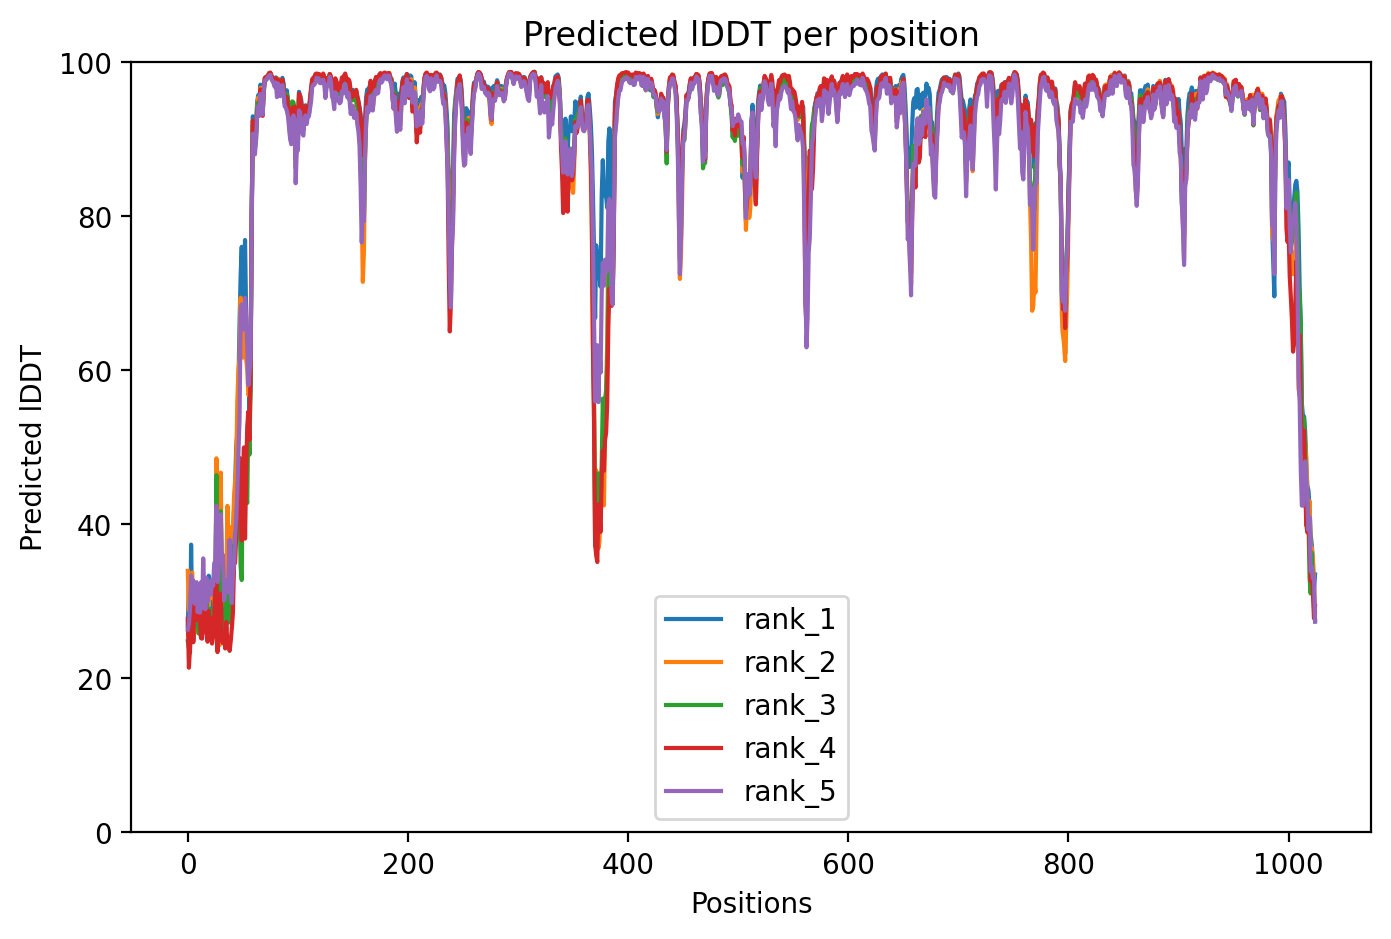 Predicted lDDT per position
100
80
60
40
20
0
Predicted lDDT
0 200 400 600 800 1000
Positions
rank_1
rank_2
rank_3
rank_4
rank_5